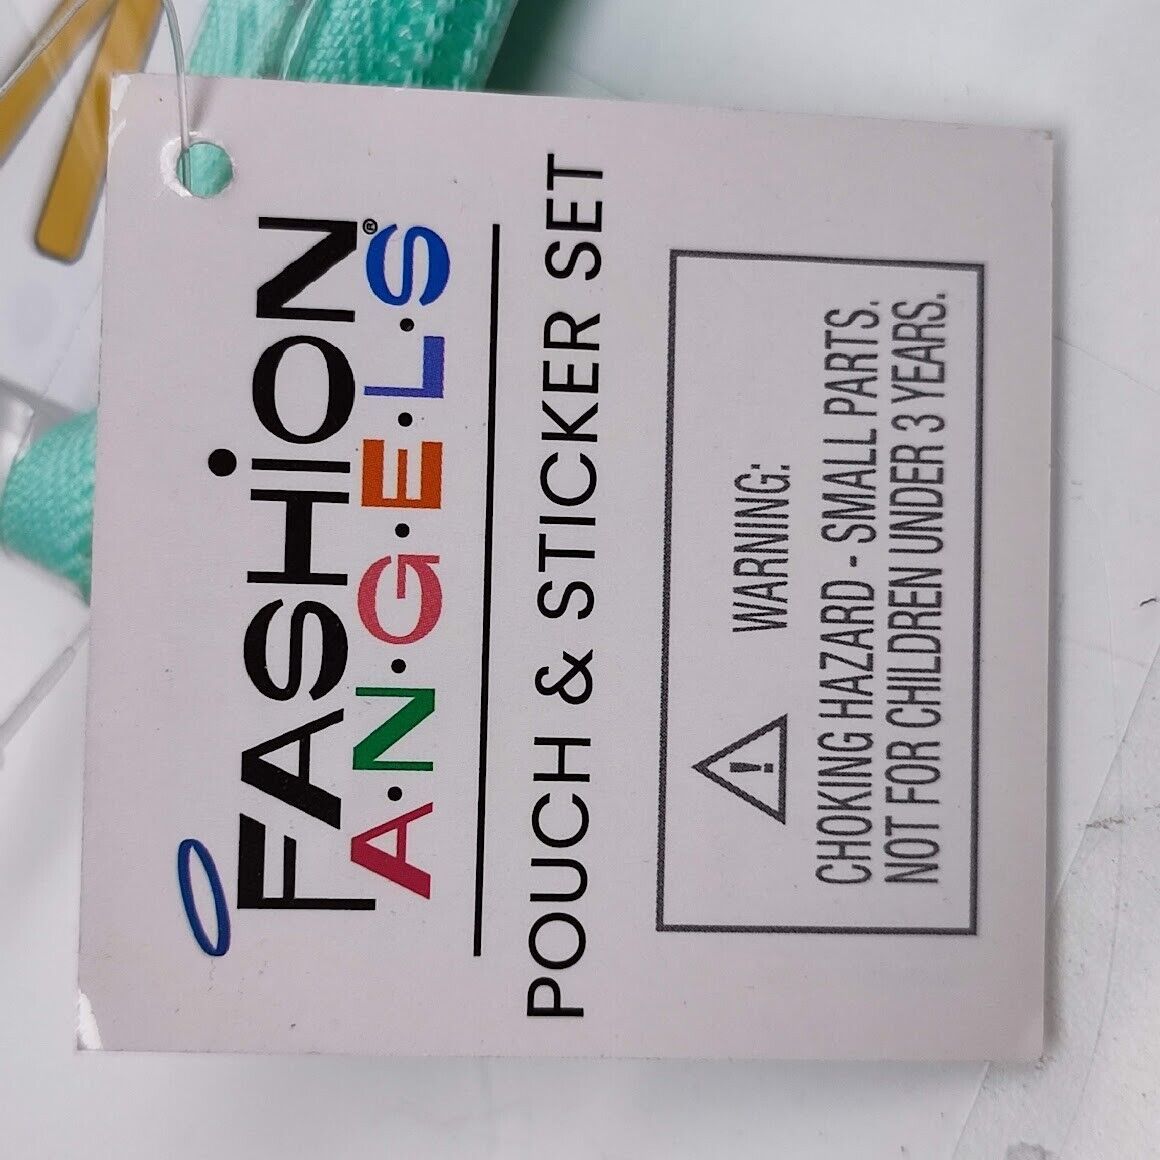 FASHiON®
A·N·G·E·L·S
POUCH & STICKER SET
WARNING:
CHOKING HAZARD - SMALL PARTS.
NOT FOR CHILDREN UNDER 3 YEARS.